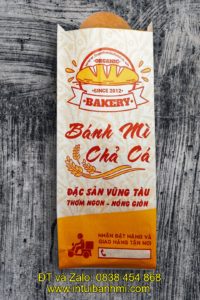 ORGANIC
SINCE 2012
BAKERY
Bánh Mì
Chả Cá
ĐẶC SẢN VÙNG TÀU
THƠM NGON - NÓNG GIÒN
NHẬN ĐẶT HÀNG VÀ
GIAO HÀNG TẬN NƠI
ĐT và Zalo: 0838 454 868
www.intuibanhmi.com